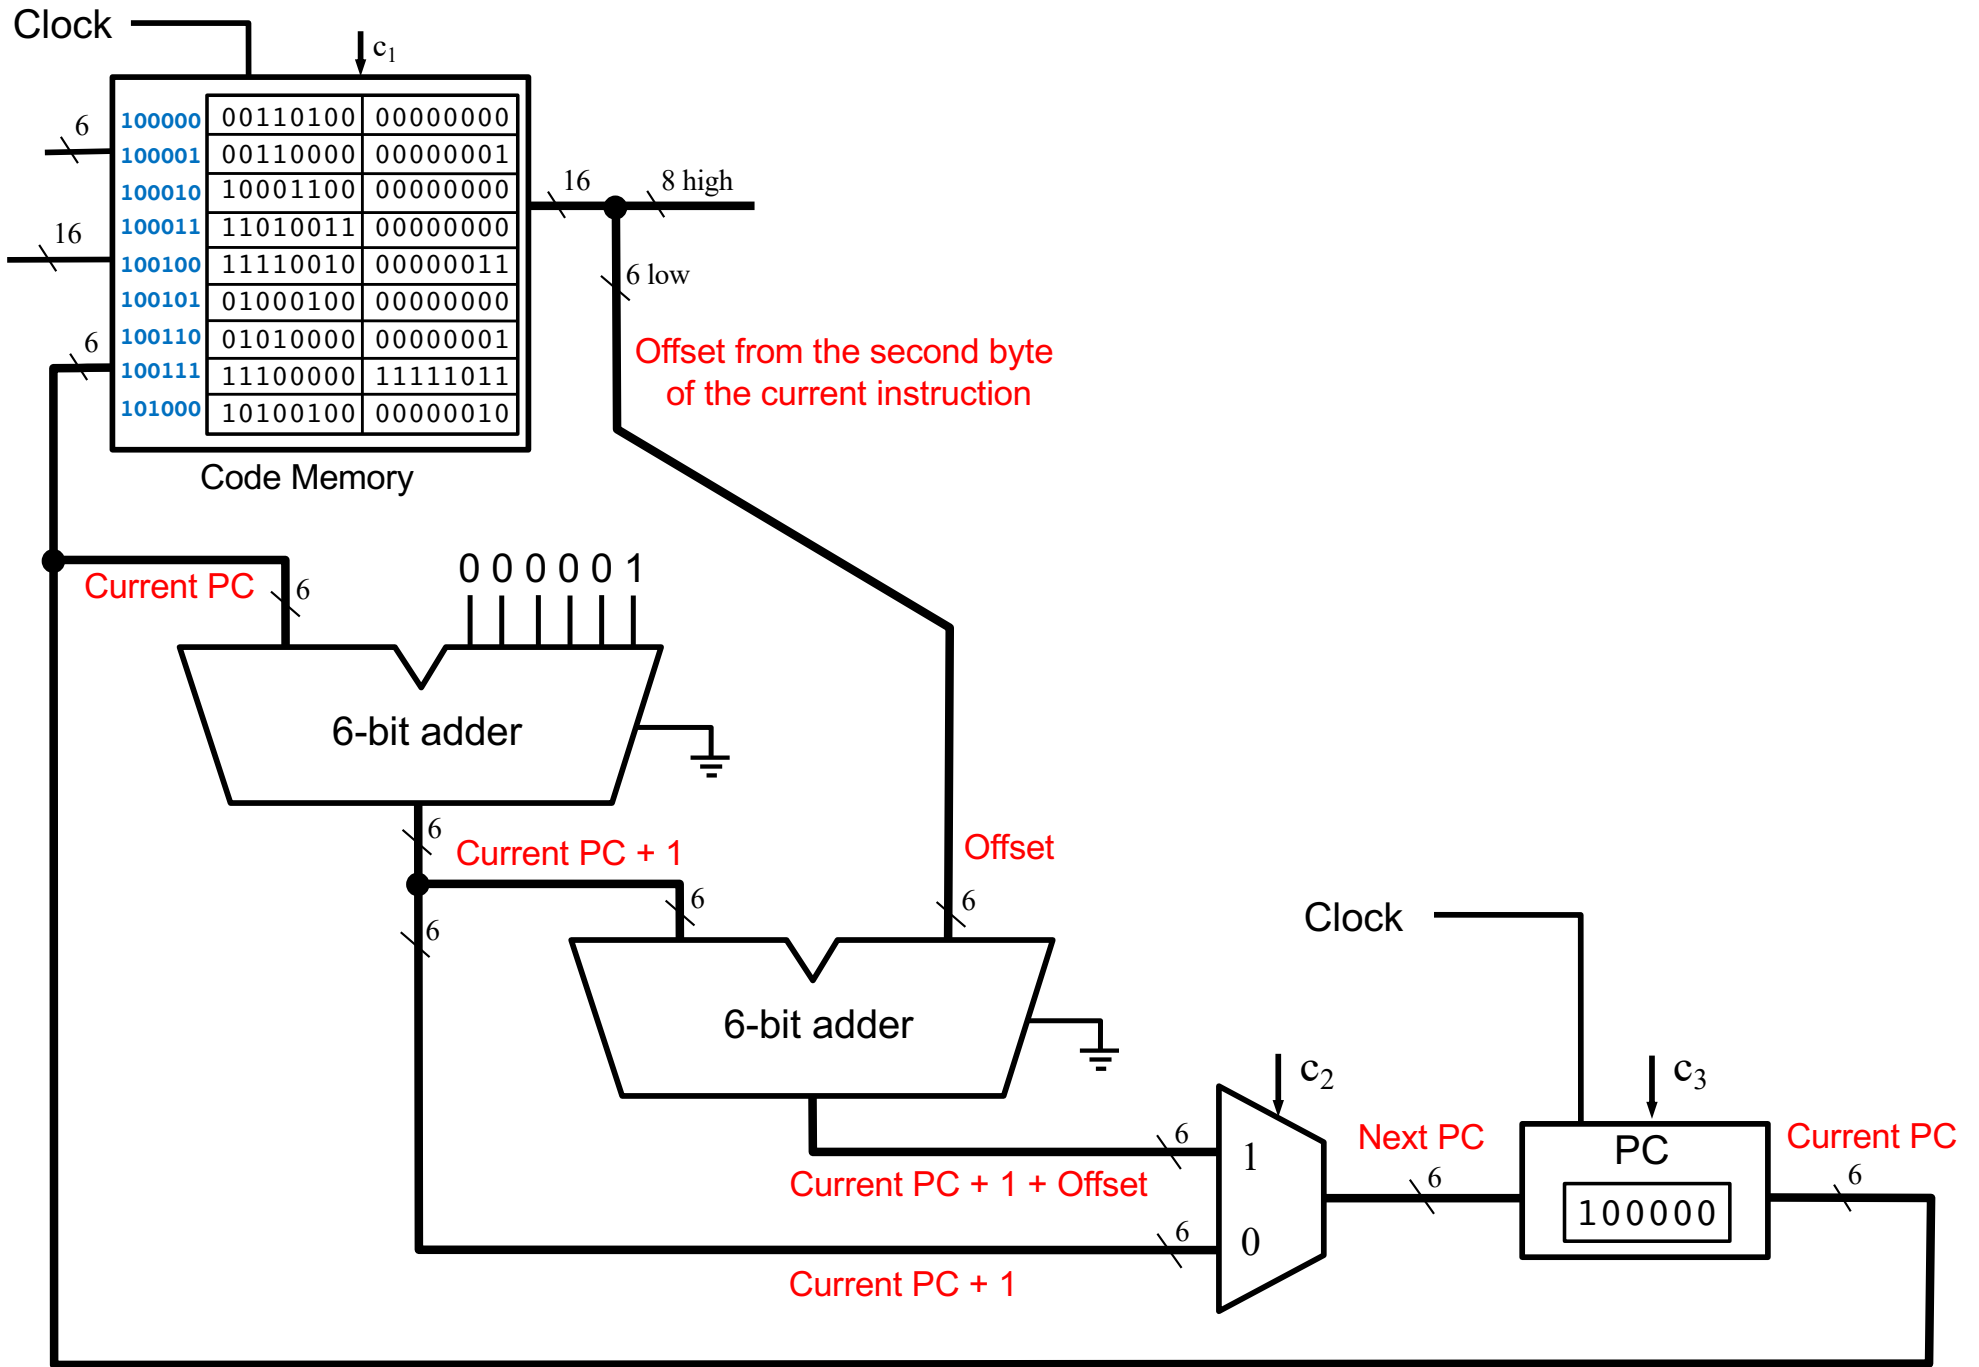 Clock
c1
6
16
6
100000 00110100 00000000
100001 00110000 00000001
100010 10001100 00000000
100011 11010011 00000000
100100 11110010 00000011
100101 01000100 00000000
100110 01010000 00000001
100111 11100000 11111011
101000 10100100 00000010
Code Memory
16
8 high
6 low
Offset from the second byte
of the current instruction
Current PC
6
0 0 0 0 0 1
6-bit adder
6
Current PC + 1
6
6
Offset
6
6-bit adder
Clock
c2
c3
6
Current PC + 1 + Offset
1
6
0
Current PC + 1
Next PC
6
PC
100000
Current PC
6